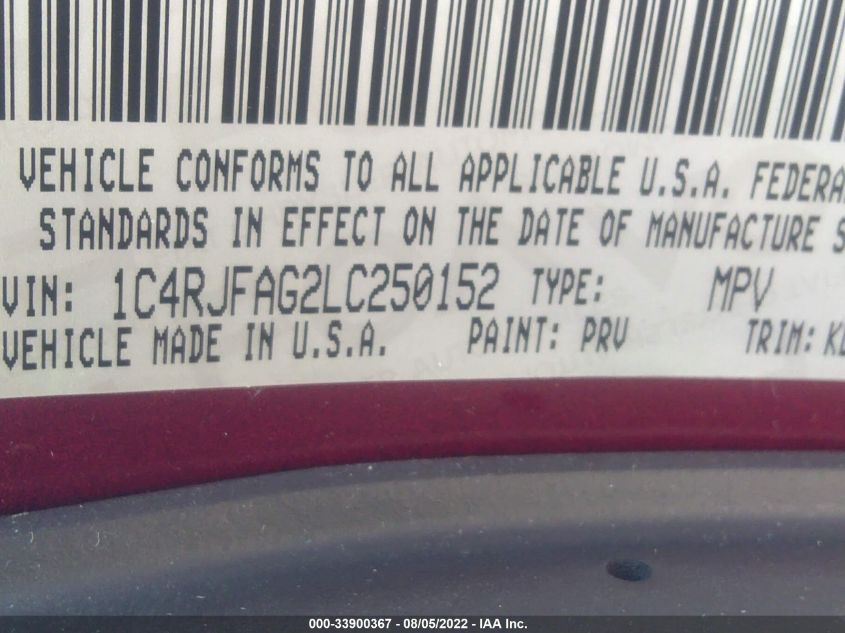 VEHICLE CONFORMS TO ALL APPLICABLE U.S.A. FEDERA
STANDARDS IN EFFECT ON THE DATE OF MANUFACTURE S
VIN: 1C4RJFAG2LC250152 TYPE: MPV
VEHICLE MADE IN U.S.A. PAINT: PRV TRIM:
000-33900367 - 08/05/2022 - IAA Inc.